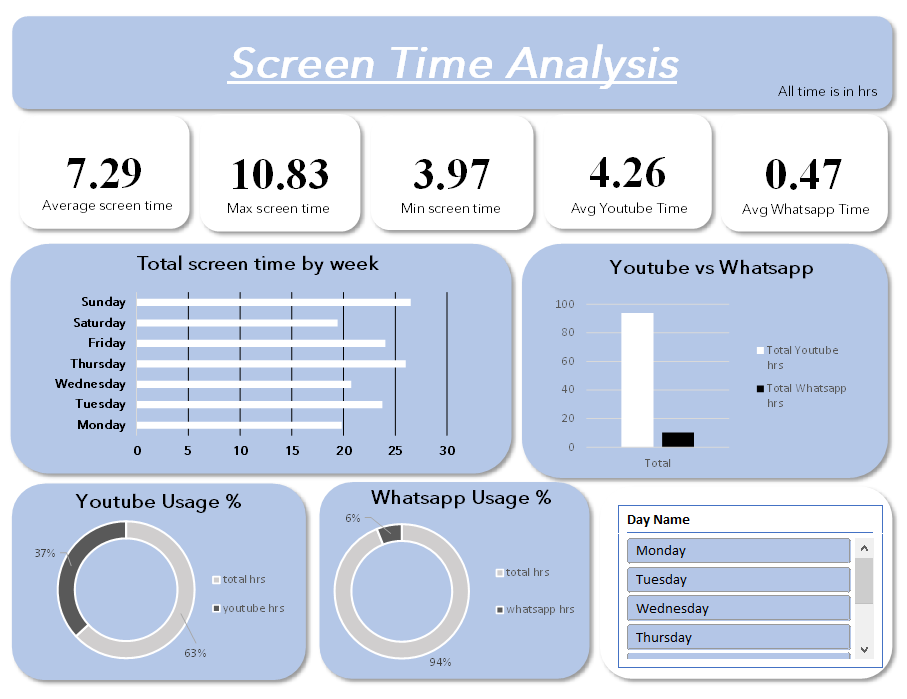 Screen Time Analysis
All time is in hrs
7.29
Average screen time
10.83
Max screen time
3.97
Min screen time
4.26
Avg Youtube Time
0.47
Avg Whatsapp Time
Total screen time by week
Sunday
Saturday
Friday
Thursday
Wednesday
Tuesday
Monday
0 5 10 15 20 25 30
Youtube vs Whatsapp
100
80
60
40
20
0
Total
Total Youtube
hrs
Total Whatsapp
hrs
Youtube Usage %
37%
63%
total hrs
youtube hrs
Whatsapp Usage %
6%
94%
total hrs
whatsapp hrs
Day Name
Monday
Tuesday
Wednesday
Thursday